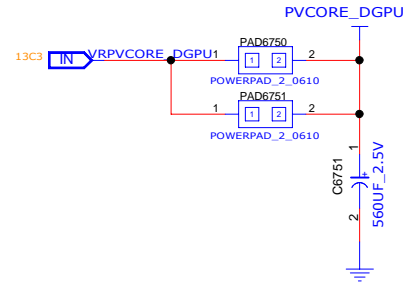 PVCORE_DGPU
13C3 IN VRPVCORE_DGPU
PAD6750
1 1 2 2
POWERPAD_2_0610
PAD6751
1 1 2 2
POWERPAD_2_0610
C6751
1
2
+
560UF_2.5V